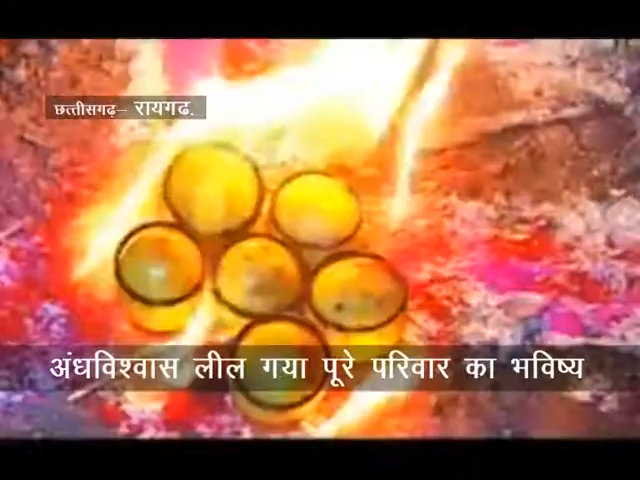 छत्तीसगढ़– रायगढ.
अंधविश्वास लील गया पूरे परिवार का भविष्य